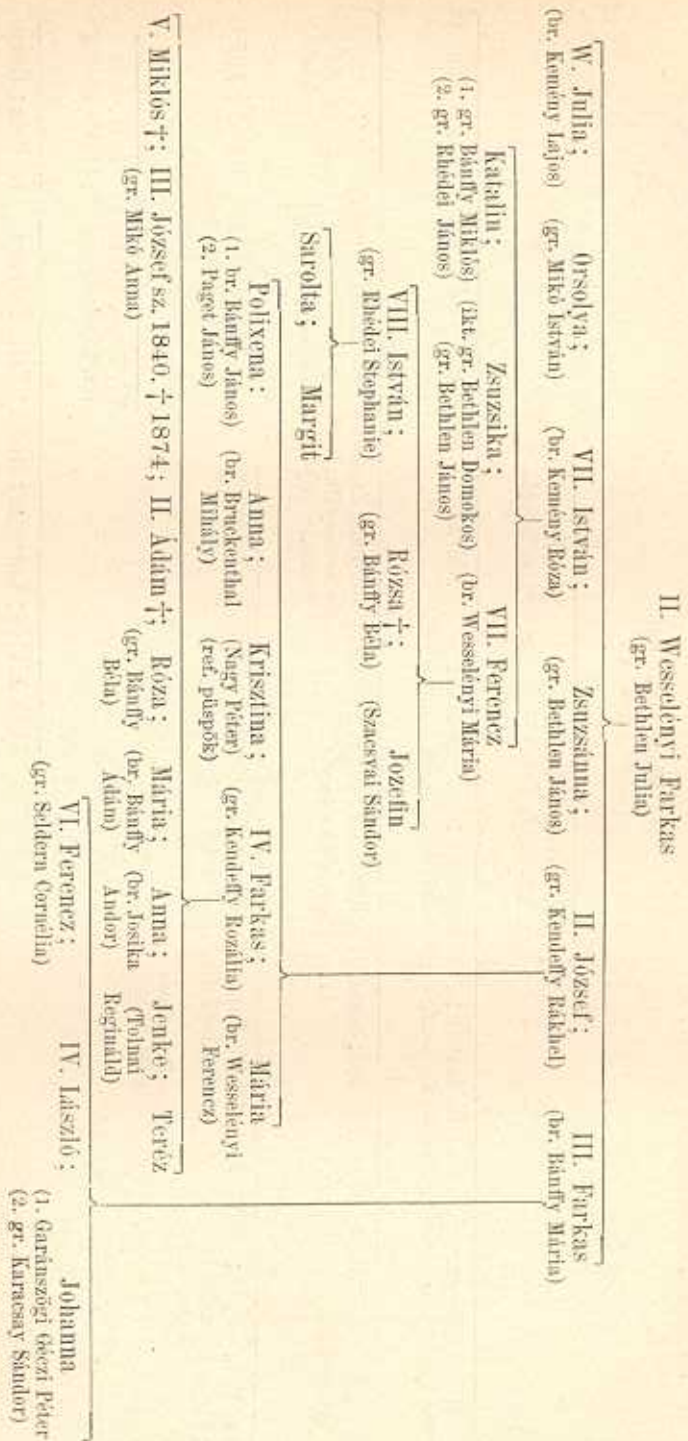 II. Wesselényi Farkas
(gr. Bethlen Julia)
W. Julia; Orsolya; VII. István; Zsuzsánna; II. József; III. Farkas
(br. Kemény Lajos) (gr. Mikó István) (br. Kemény Róza) (gr. Bethlen János) (gr. Kendeffy Rákhel) (br. Bánffy Mária)
Katalin; Zsuzsika; VII. Ferencz
(1. gr. Bánffy Miklós) (ikt. gr. Bethlen Domokos) (br. Wesselényi Mária)
(2. gr. Rhédei János) (gr. Bethlen János)
VIII. István; Rózsa †; Jozefin
(gr. Rhédei Stephanie) (gr. Bánffy Béla) (Szacsvai Sándor)
Sarolta; Margit
Polixena; Anna; Krisztina; IV. Farkas; Mária
(1. br. Bánffy János) (br. Bruckenthal (Nagy Péter) (gr. Kendeffy Rozália) (br. Wesselényi
(2. Paget János) Mihály) ref. püspök) Ferencz)
V. Miklós †; III. József sz. 1840. † 1874; II. Ádám †; Róza; Mária; Anna; Jenke; Teréz
(gr. Mikó Anna) (gr. Bánffy (br. Bánffy (br. Josika (Tolnai
Béla) Ádám) Andor) Regináld)
VI. Ferencz; IV. László; Johanna
(gr. Seldern Cornélia) (1. Garánszögi Géczi Péter
(2. gr. Karacsay Sándor)